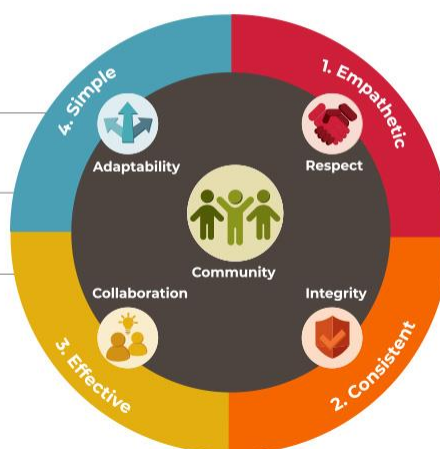 4. Simple
1. Empathetic
Adaptability
Respect
Community
Collaboration
Integrity
3. Effective
2. Consistent